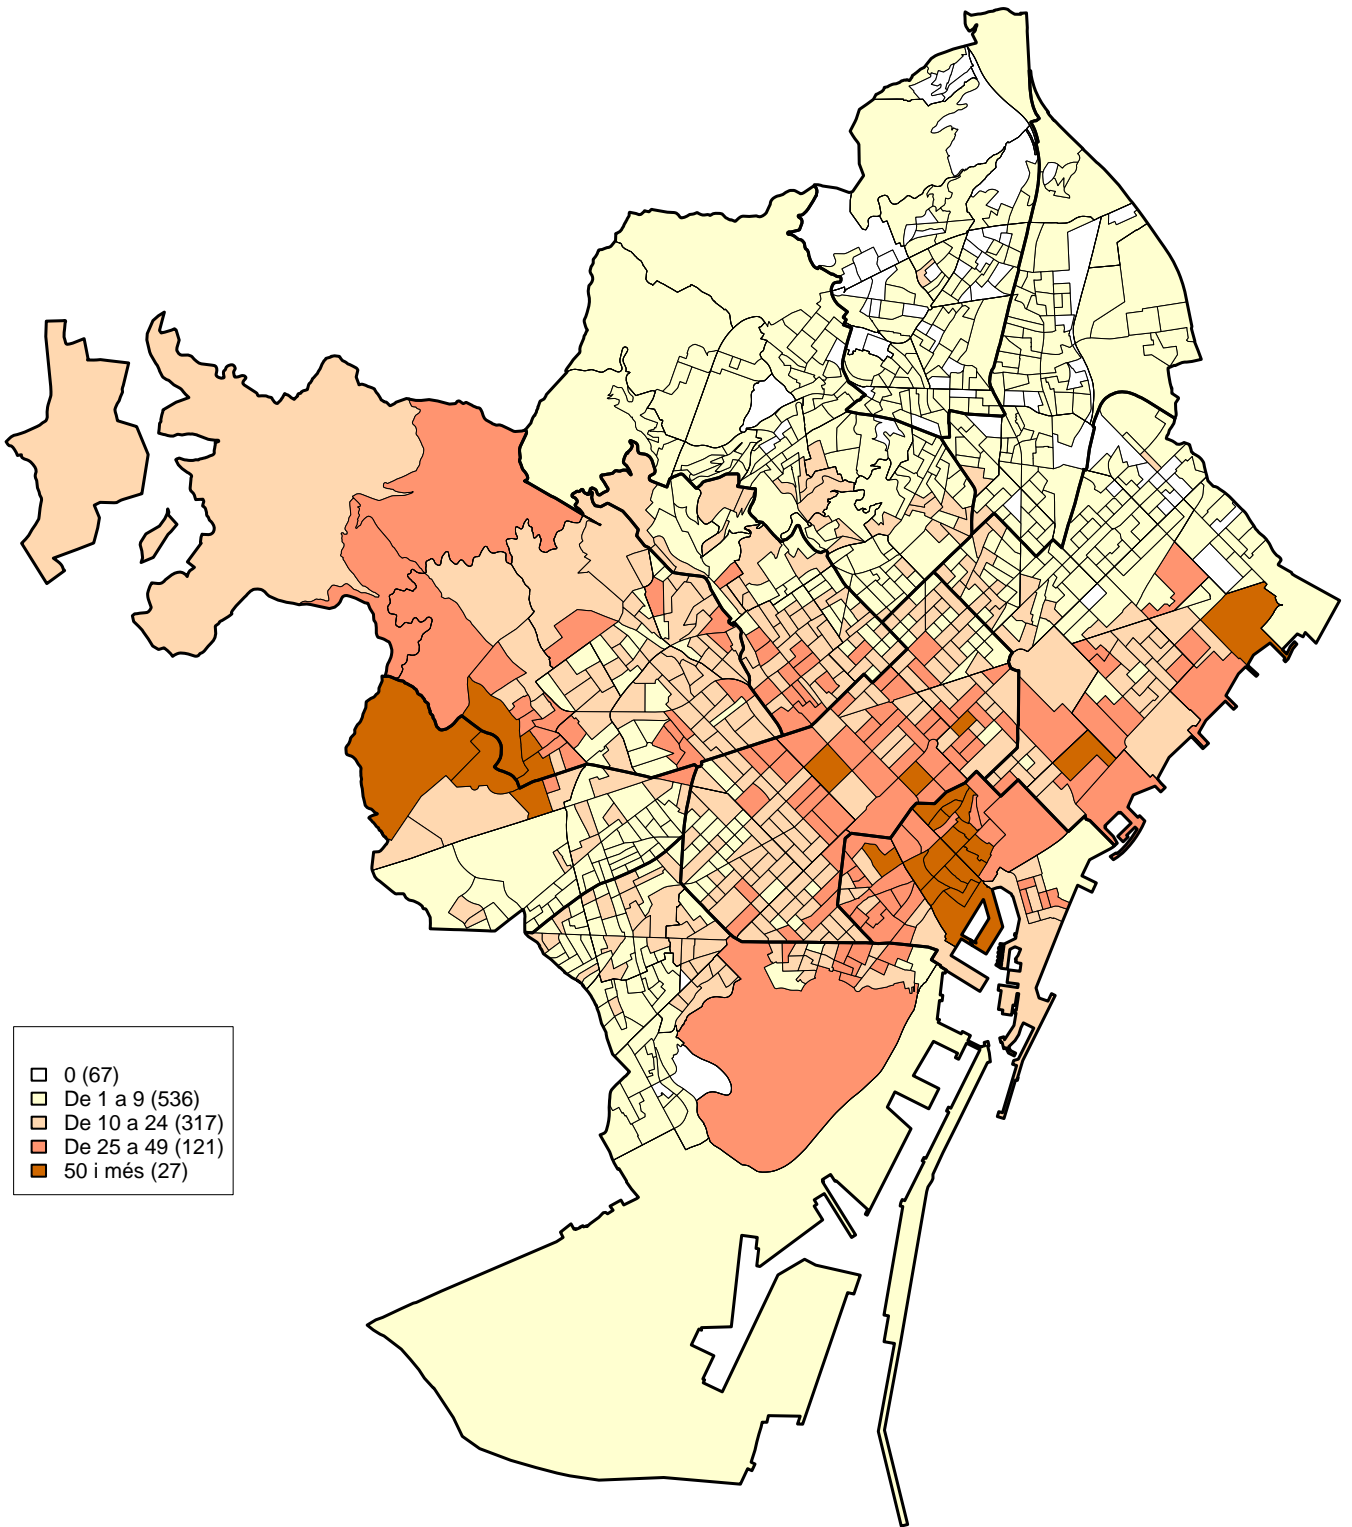 0 (67)
De 1 a 9 (536)
De 10 a 24 (317)
De 25 a 49 (121)
50 i més (27)